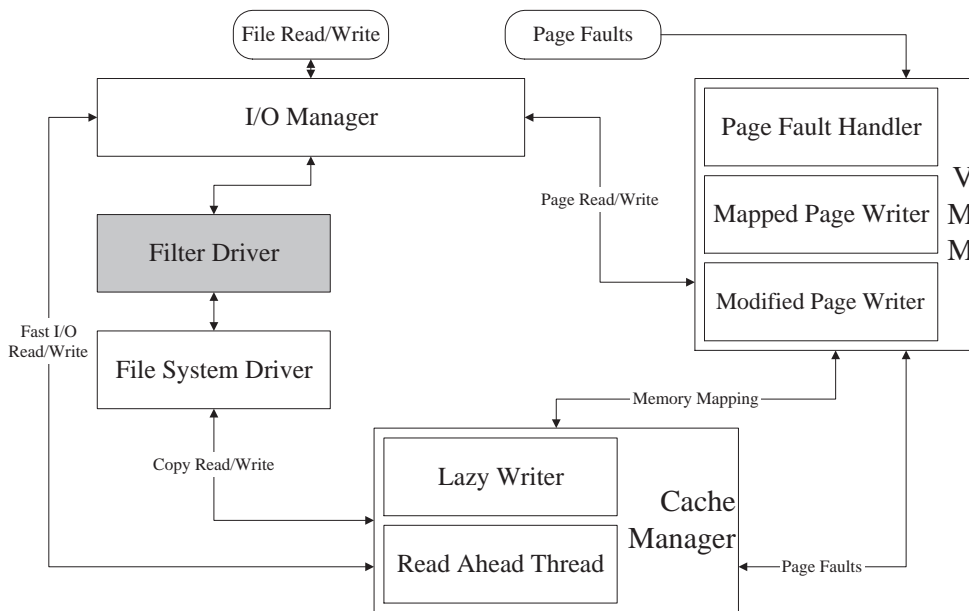 File Read/Write
Page Faults
I/O Manager
Page Fault Handler
V
Page Read/Write
Mapped Page Writer
M
Filter Driver
M
Modified Page Writer
Fast I/O
Read/Write
File System Driver
Memory Mapping
Copy Read/Write
Lazy Writer
Cache
Manager
Read Ahead Thread
Page Faults